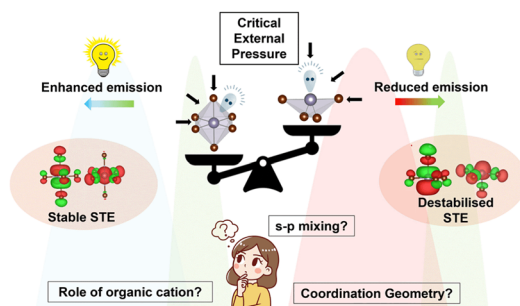 Critical
External
Pressure
Enhanced emission
Reduced emission
Stable STE
Destabilised
STE
s-p mixing?
?
Role of organic cation?
Coordination Geometry?